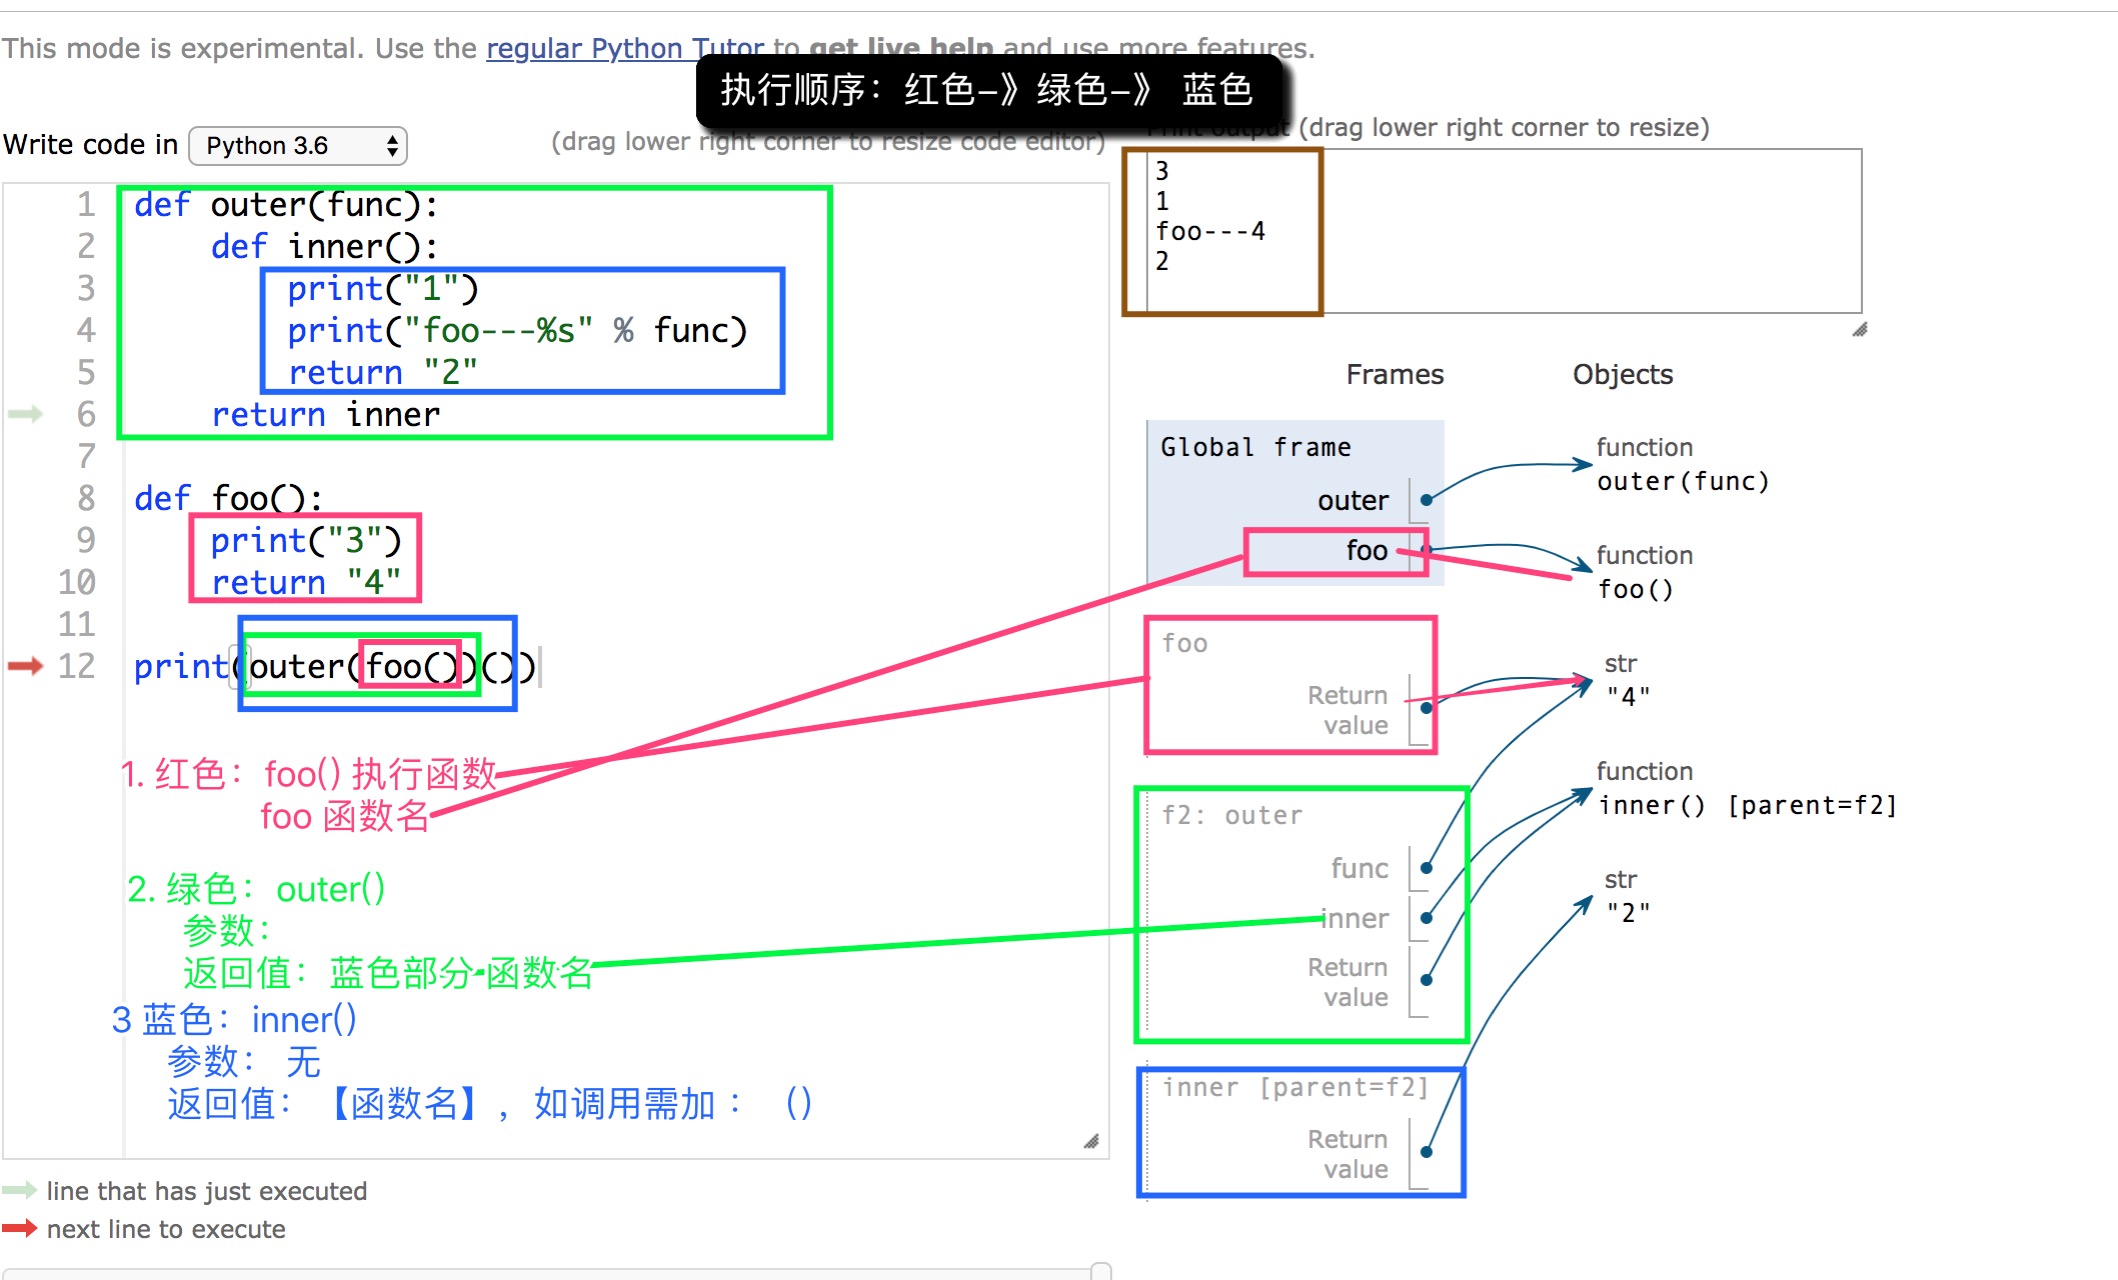 This mode is experimental. Use the regular Python Tutor to get live help and use more features.
执行顺序：红色–》绿色–》 蓝色
Write code in Python 3.6
(drag lower right corner to resize code editor)
Print output (drag lower right corner to resize)
3
1
foo---4
2
1 def outer(func):
2 def inner():
3 print("1")
4 print("foo---%s" % func)
5 return "2"
6 return inner
7
8 def foo():
9 print("3")
10 return "4"
11
12 print(outer(foo())())
1. 红色：foo() 执行函数
foo 函数名
2. 绿色：outer()
参数：
返回值：蓝色部分-函数名
3 蓝色：inner()
参数： 无
返回值：【函数名】，如调用需加： ()
line that has just executed
next line to execute
Frames
Objects
Global frame
outer
foo
function
outer(func)
function
foo()
foo
Return
value
str
"4"
f2: outer
func
inner
Return
value
function
inner() [parent=f2]
str
"2"
inner [parent=f2]
Return
value